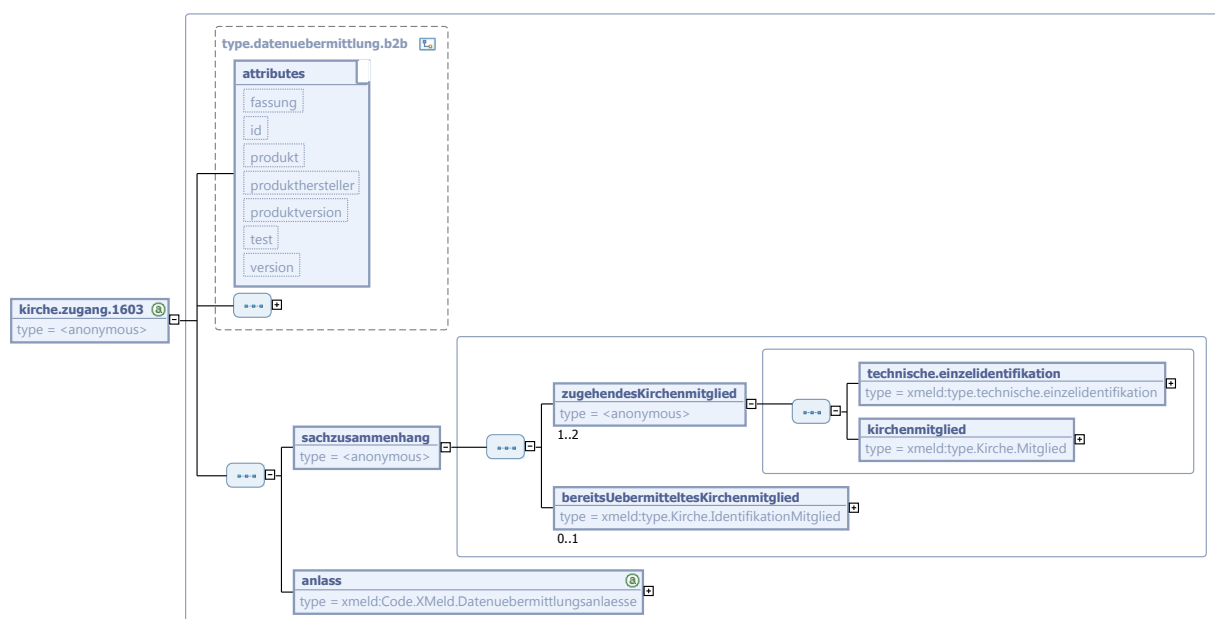 type.datenuebermittlung.b2b
attributes
fassung
id
produkt
produkthersteller
produktversion
test
version
kirche.zugang.1603 a
type = <anonymous>
sachzusammenhang
type = <anonymous>
zugehendesKirchenmitglied
type = <anonymous>
1..2
technische.einzelidentifikation
type = xmeld:type.technische.einzelidentifikation
kirchenmitglied
type = xmeld:type.Kirche.Mitglied
bereitsUebermitteltesKirchenmitglied
type = xmeld:type.Kirche.IdentifikationMitglied
0..1
anlass a
type = xmeld:Code.XMeld.Datenuebermittlungsanlaesse